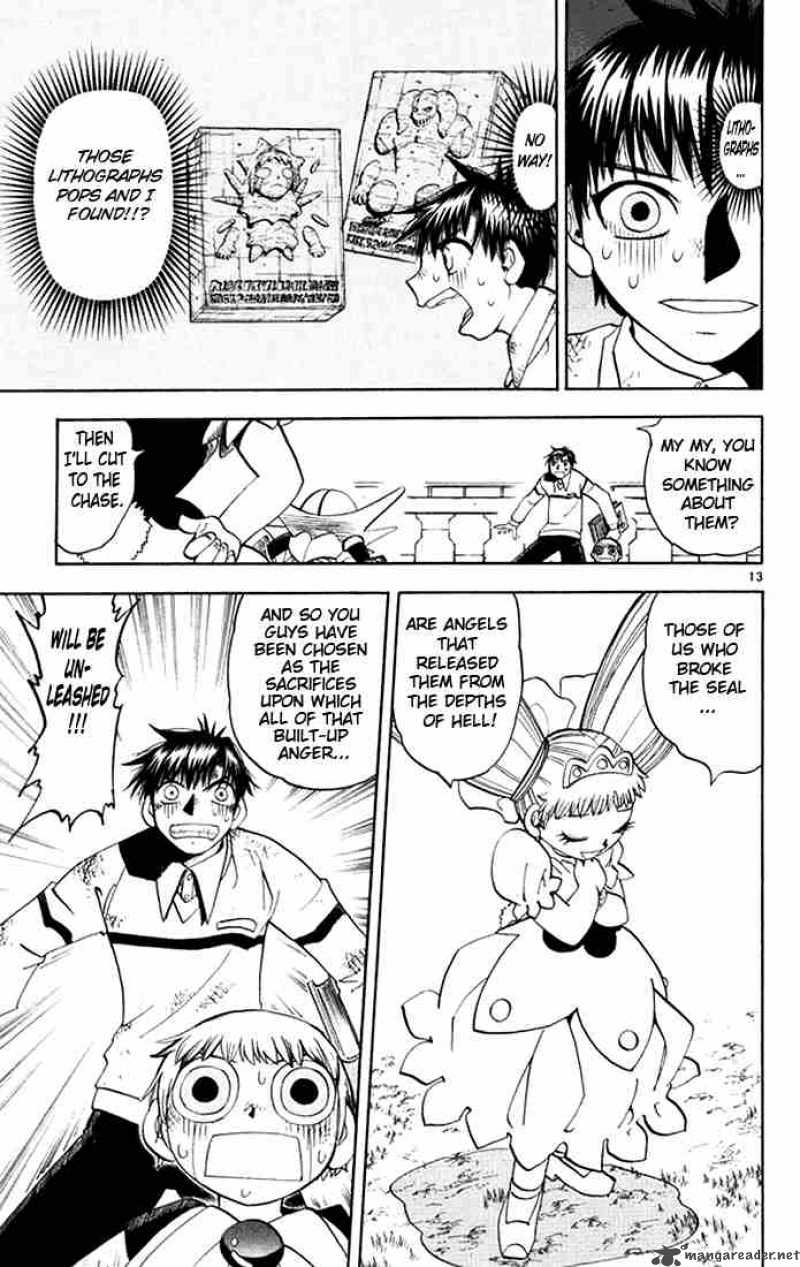 LITHO-
GRAPHS
...
NO
WAY!
THOSE
LITHOGRAPHS
POPS AND I
FOUND!!?
MY MY, YOU
KNOW
SOMETHING
ABOUT
THEM?
THEN
I'LL CUT
TO THE
CHASE.
13
THOSE OF
US WHO
BROKE
THE SEAL
...
ARE ANGELS
THAT
RELEASED
THEM FROM
THE DEPTHS
OF HELL!
AND SO YOU
GUYS HAVE
BEEN CHOSEN
AS THE
SACRIFICES
UPON WHICH
ALL OF THAT
BUILT-UP
ANGER...
WILL BE
UN-
LEASHED
!!!
mangareader.net